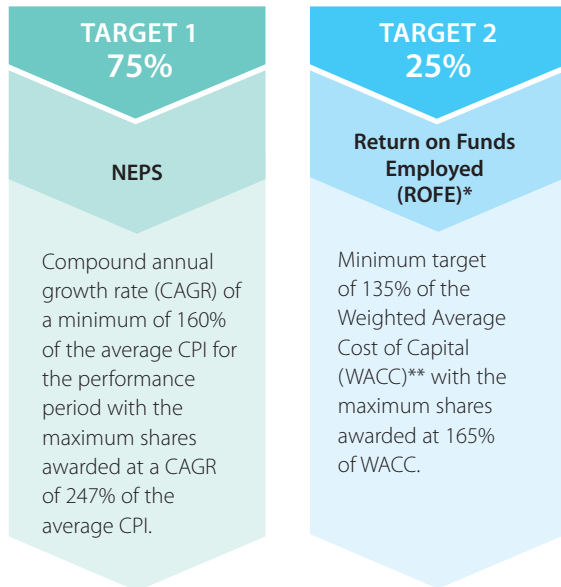 TARGET 1
75%
NEPS
Compound annual
growth rate (CAGR) of
a minimum of 160%
of the average CPI for
the performance
period with the
maximum shares
awarded at a CAGR
of 247% of the
average CPI.
TARGET 2
25%
Return on Funds
Employed
(ROFE)*
Minimum target
of 135% of the
Weighted Average
Cost of Capital
(WACC)** with the
maximum shares
awarded at 165%
of WACC.